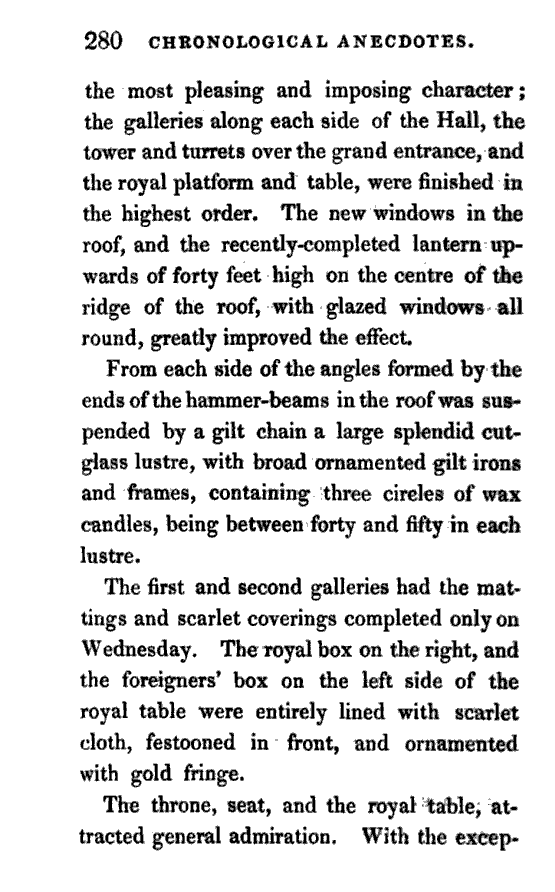 280 CHRONOLOGICAL ANECDOTES.
the most pleasing and imposing character;
the galleries along each side of the Hall, the
tower and turrets over the grand entrance, and
the royal platform and table, were finished in
the highest order. The new windows in the
roof, and the recently-completed lantern up-
wards of forty feet high on the centre of the
ridge of the roof, with glazed windows all
round, greatly improved the effect.
From each side of the angles formed by the
ends of the hammer-beams in the roof was sus-
pended by a gilt chain a large splendid cut-
glass lustre, with broad ornamented gilt irons
and frames, containing three circles of wax
candles, being between forty and fifty in each
lustre.
The first and second galleries had the mat-
tings and scarlet coverings completed only on
Wednesday. The royal box on the right, and
the foreigners' box on the left side of the
royal table were entirely lined with scarlet
cloth, festooned in front, and ornamented
with gold fringe.
The throne, seat, and the royal table, at-
tracted general admiration. With the excep-